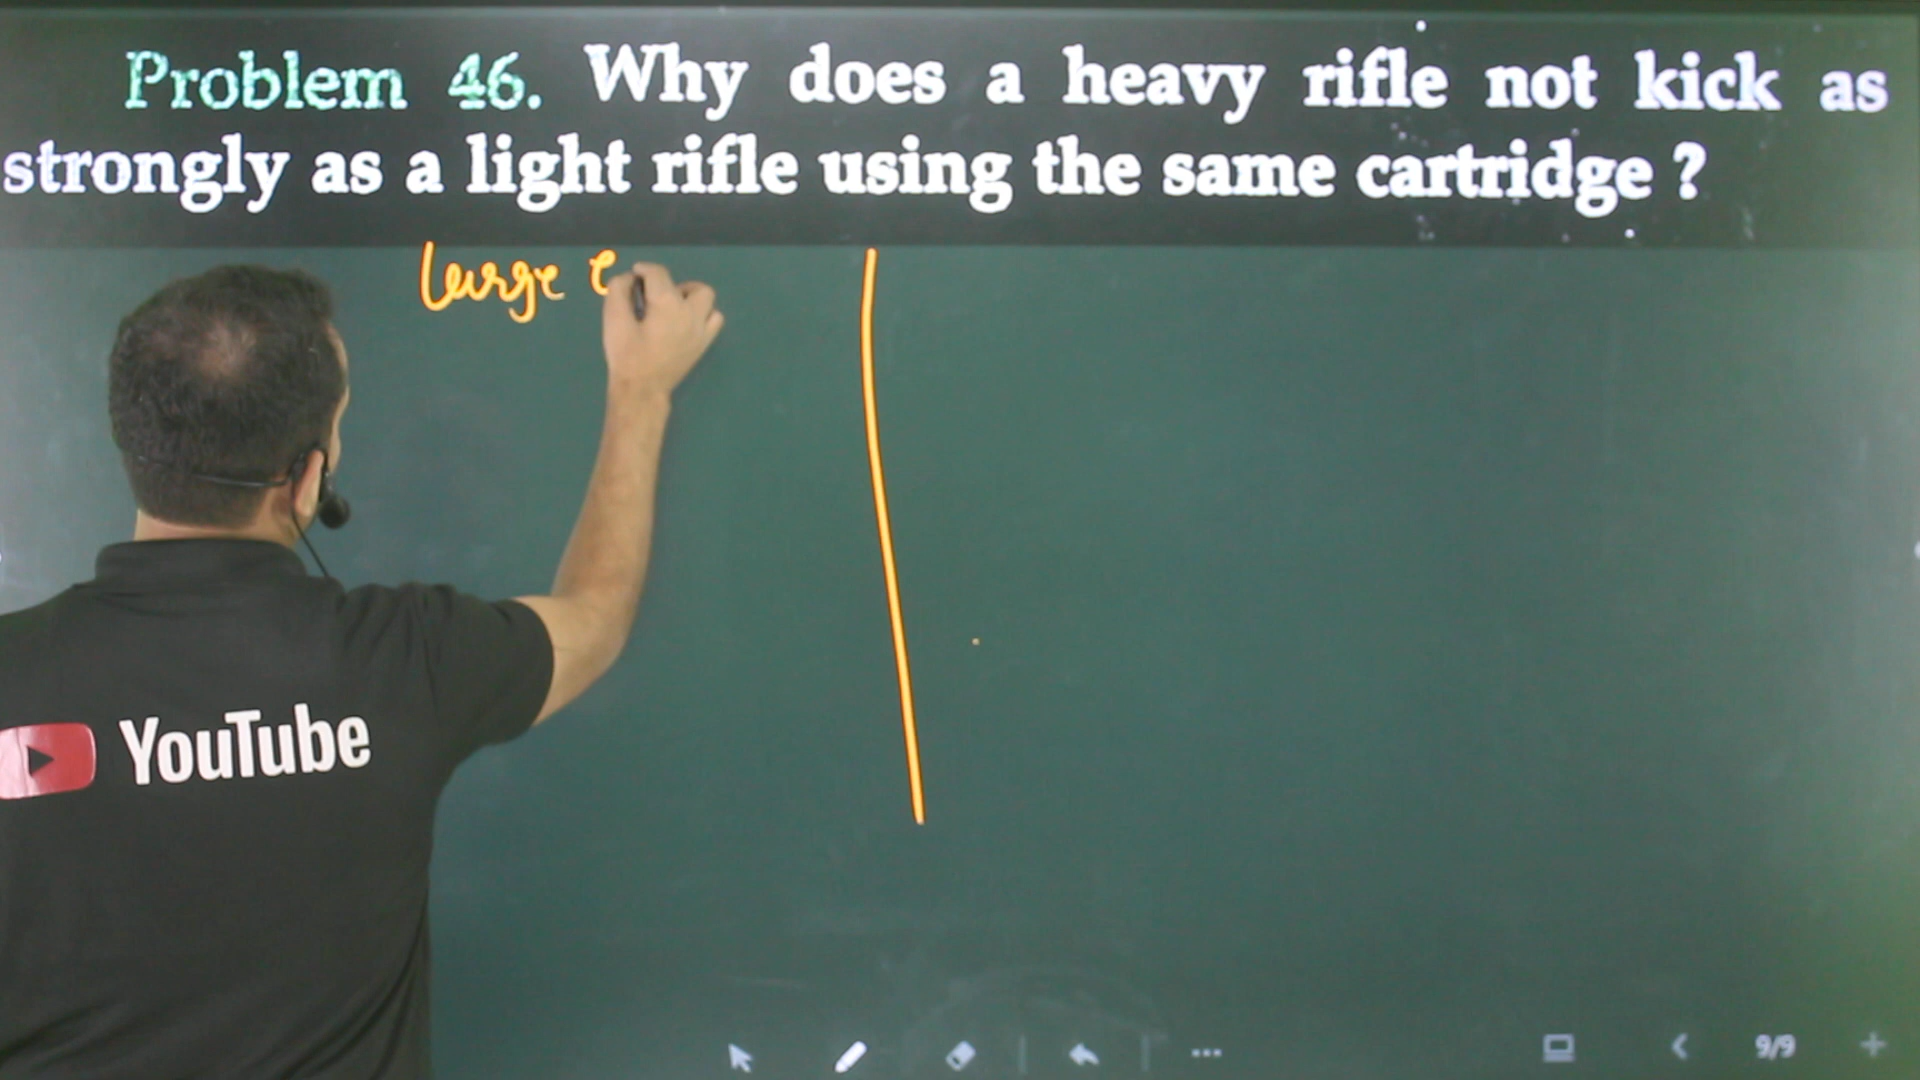 Problem 46. Why does a heavy rifle not kick as
strongly as a light rifle using the same cartridge ?
large e
YouTube
9/9